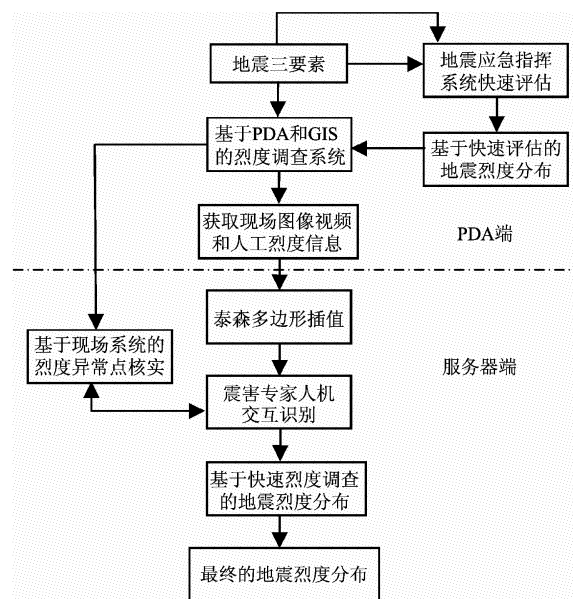 地震三要素
地震应急指挥
系统快速评估
基于PDA和GIS
的烈度调查系统
基于快速评估的
地震烈度分布
获取现场图像视频
和人工烈度信息
PDA端
泰森多边形插值
基于现场系统的
烈度异常点核实
服务器端
震害专家人机
交互识别
基于快速烈度调查
的地震烈度分布
最终的地震烈度分布